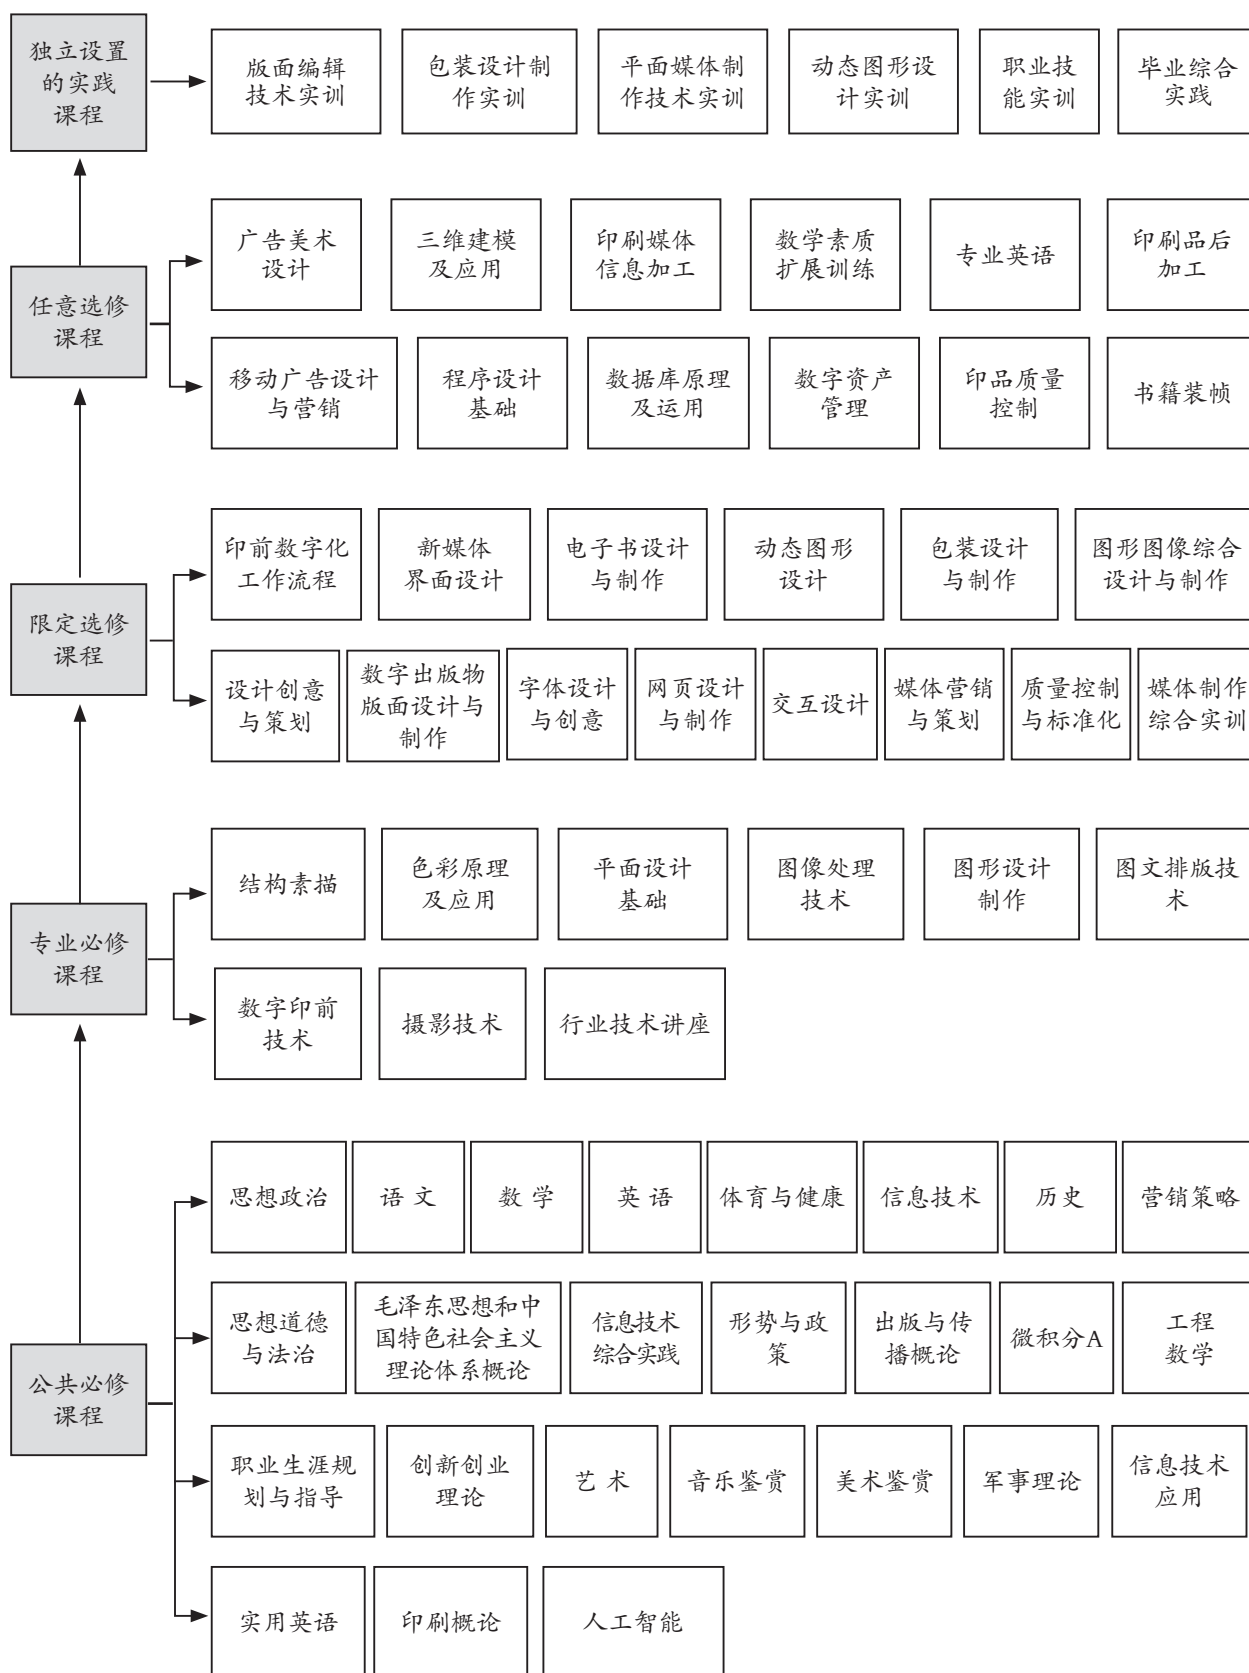 独立设置
的实践
课程
版面编辑
技术实训
包装设计制
作实训
平面媒体制
作技术实训
动态图形设
计实训
职业技
能实训
毕业综合
实践
任意选修
课程
广告美术
设计
三维建模
及应用
印刷媒体
信息加工
数学素质
扩展训练
专业英语
印刷品后
加工
移动广告设计
与营销
程序设计
基础
数据库原理
及运用
数字资产
管理
印品质量
控制
书籍装帧
限定选修
课程
印前数字化
工作流程
新媒体
界面设计
电子书设计
与制作
动态图形
设计
包装设计
与制作
图形图像综合
设计与制作
设计创意
与策划
数字出版物
版面设计与
制作
字体设计
与创意
网页设计
与制作
交互设计
媒体营销
与策划
质量控制
与标准化
媒体制作
综合实训
专业必修
课程
结构素描
色彩原理
及应用
平面设计
基础
图像处理
技术
图形设计
制作
图文排版技
术
数字印前
技术
摄影技术
行业技术讲座
公共必修
课程
思想政治
语文
数学
英语
体育与健康
信息技术
历史
营销策略
思想道德
与法治
毛泽东思想和中
国特色社会主义
理论体系概论
信息技术
综合实践
形势与政
策
出版与传
播概论
微积分A
工程
数学
职业生涯规
划与指导
创新创业
理论
艺术
音乐鉴赏
美术鉴赏
军事理论
信息技术
应用
实用英语
印刷概论
人工智能